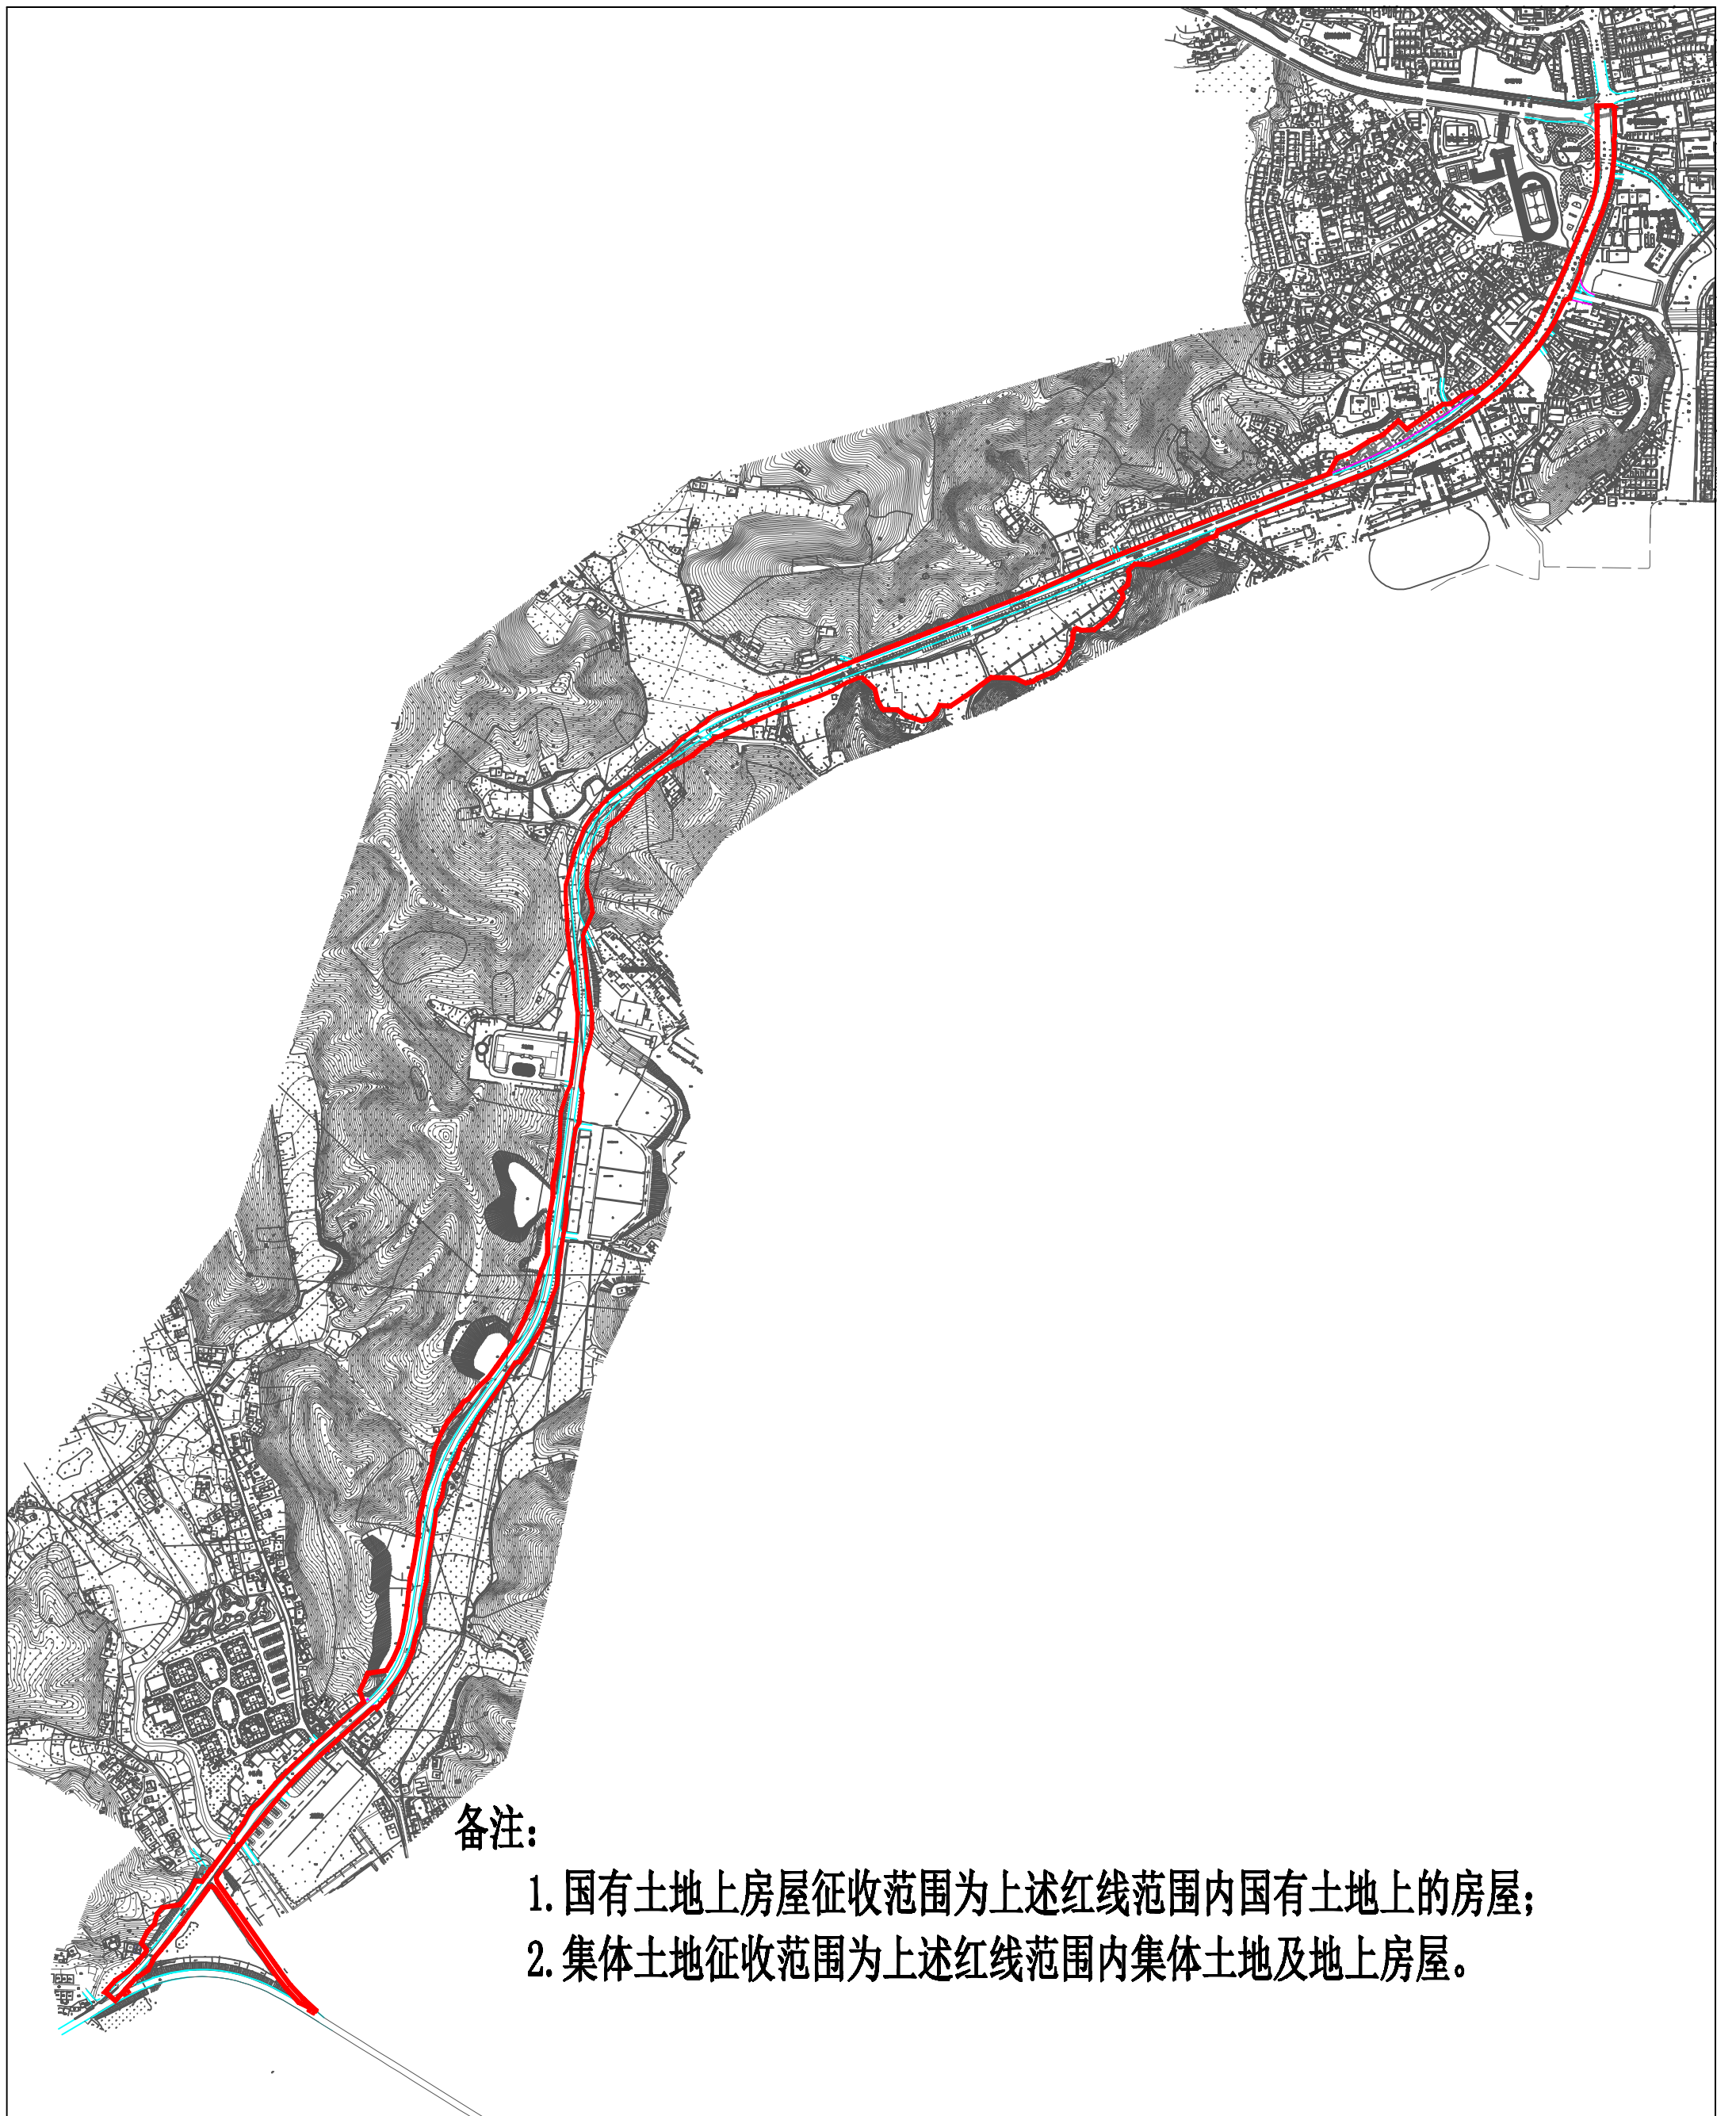 备注：
1. 国有土地上房屋征收范围为上述红线范围内国有土地上的房屋；
2. 集体土地征收范围为上述红线范围内集体土地及地上房屋。